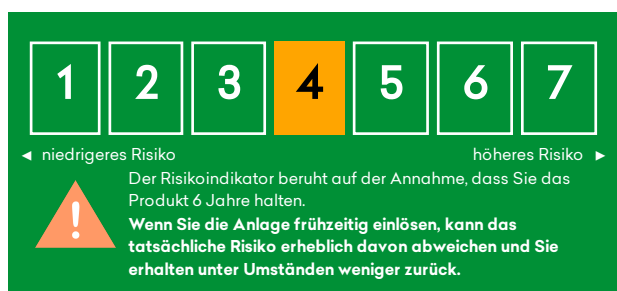 1 2 3 4 5 6 7
◄ niedrigeres Risiko höheres Risiko ►
Der Risikoindikator beruht auf der Annahme, dass Sie das
Produkt 6 Jahre halten.
Wenn Sie die Anlage frühzeitig einlösen, kann das
tatsächliche Risiko erheblich davon abweichen und Sie
erhalten unter Umständen weniger zurück.
!